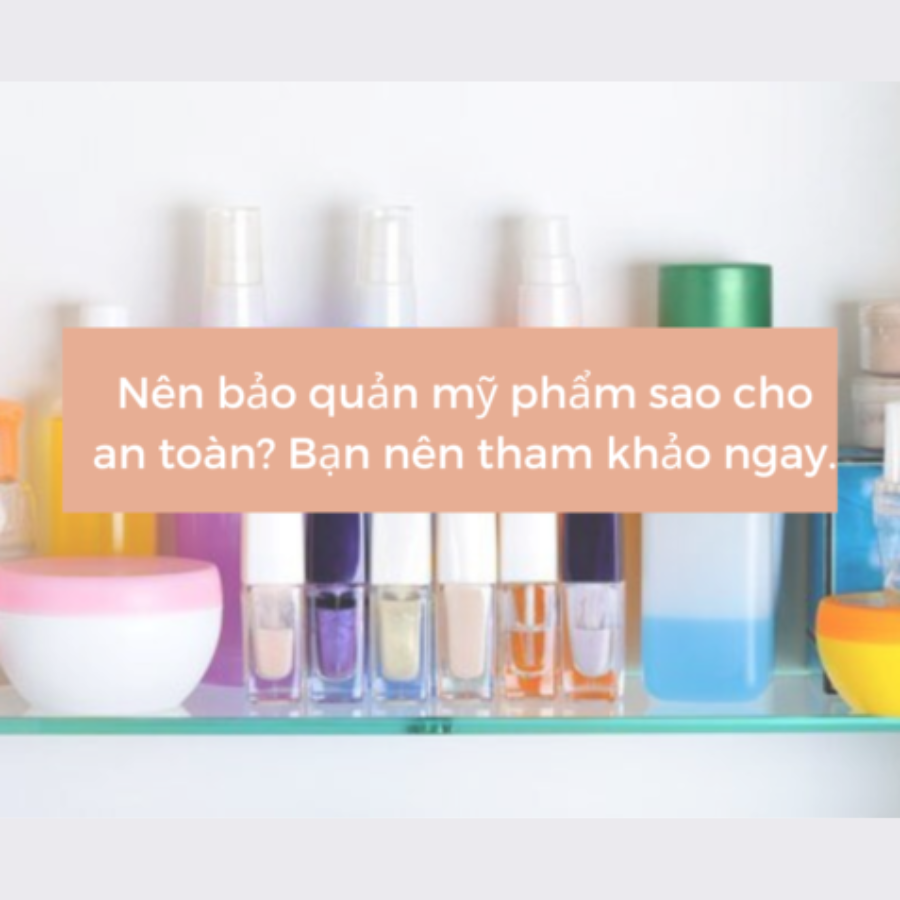 Nên bảo quản mỹ phẩm sao cho
an toàn? Bạn nên tham khảo ngay.